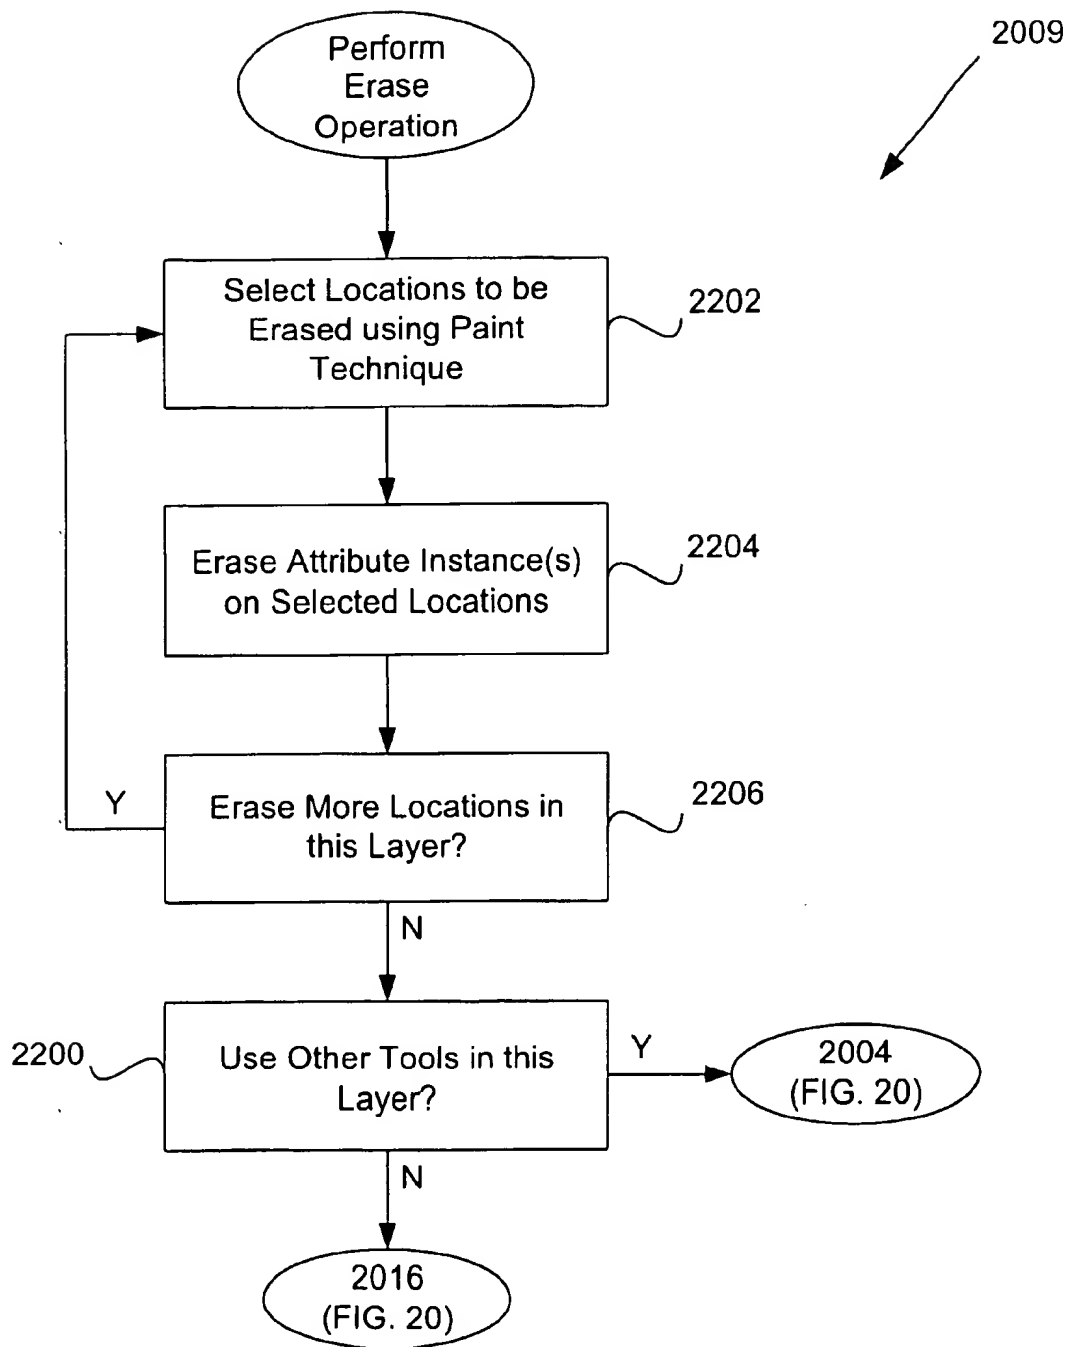 Perform
Erase
Operation
2009
Select Locations to be
Erased using Paint
Technique
2202
Erase Attribute Instance(s)
on Selected Locations
2204
Erase More Locations in
this Layer?
2206
Y
N
2200
Use Other Tools in this
Layer?
Y
2004
(FIG. 20)
N
2016
(FIG. 20)